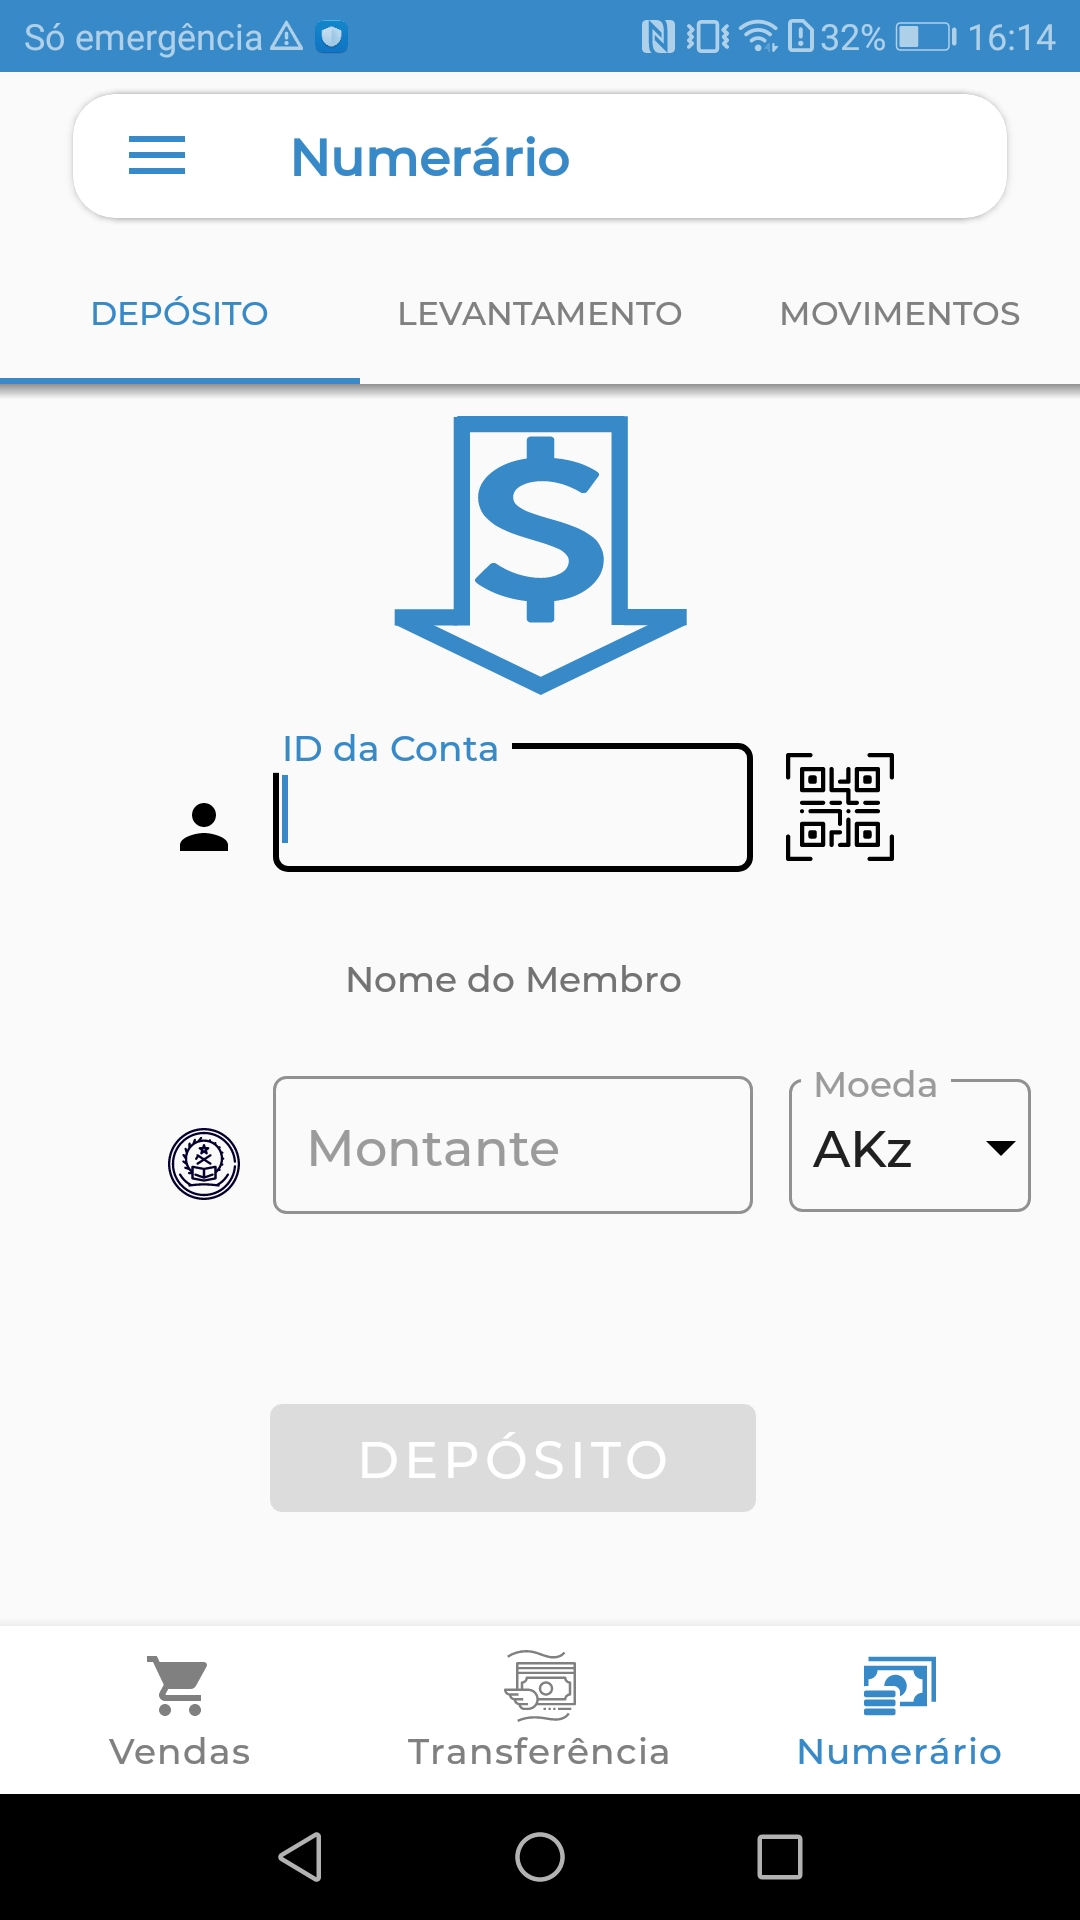 Só emergência 32% 16:14
Numerário
DEPÓSITO LEVANTAMENTO MOVIMENTOS
$
ID da Conta
Nome do Membro
Moeda
Montante AKz
DEPÓSITO
Vendas Transferência Numerário